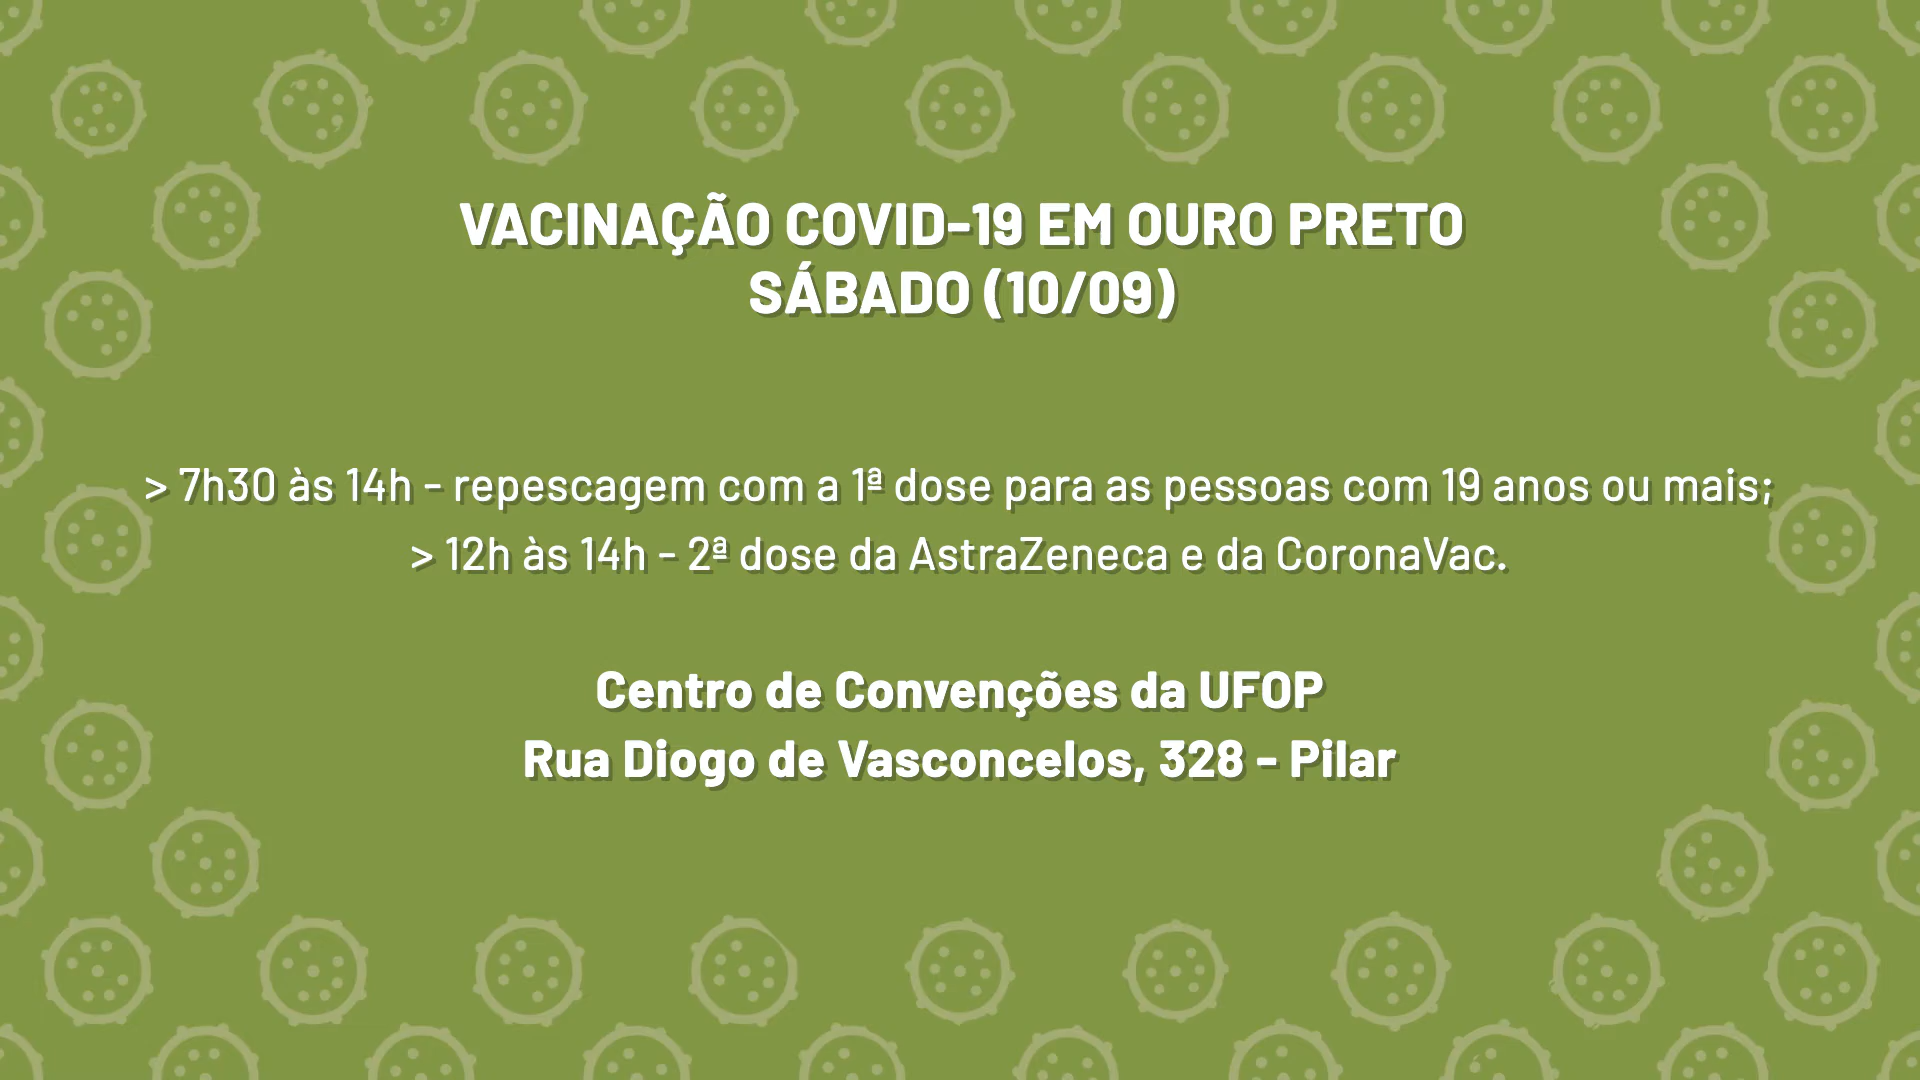 VACINAÇÃO COVID-19 EM OURO PRETO
SÁBADO (10/09)
> 7h30 às 14h - repescagem com a 1ª dose para as pessoas com 19 anos ou mais;
> 12h às 14h - 2ª dose da AstraZeneca e da CoronaVac.
Centro de Convenções da UFOP
Rua Diogo de Vasconcelos, 328 - Pilar